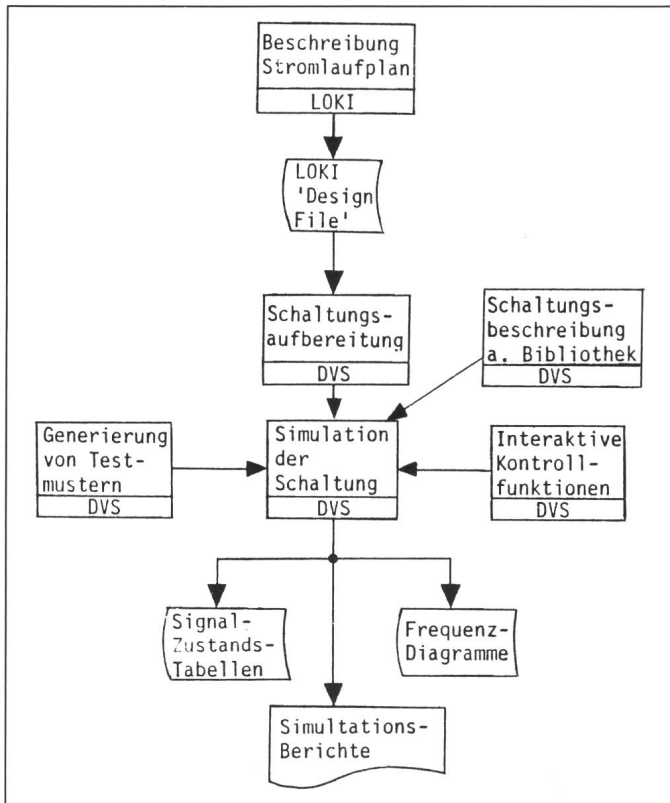 Beschreibung
Stromlaufplan
LOKI
LOKI
'Design
File'
Schaltungs-
aufbereitung
DVS
Schaltungs-
beschreibung
a. Bibliothek
DVS
Generierung
von Test-
mustern
DVS
Simulation
der
Schaltung
DVS
Interaktive
Kontroll-
funktionen
DVS
Signal-
Zustands-
Tabellen
Frequenz-
Diagramme
Simultations-
Berichte